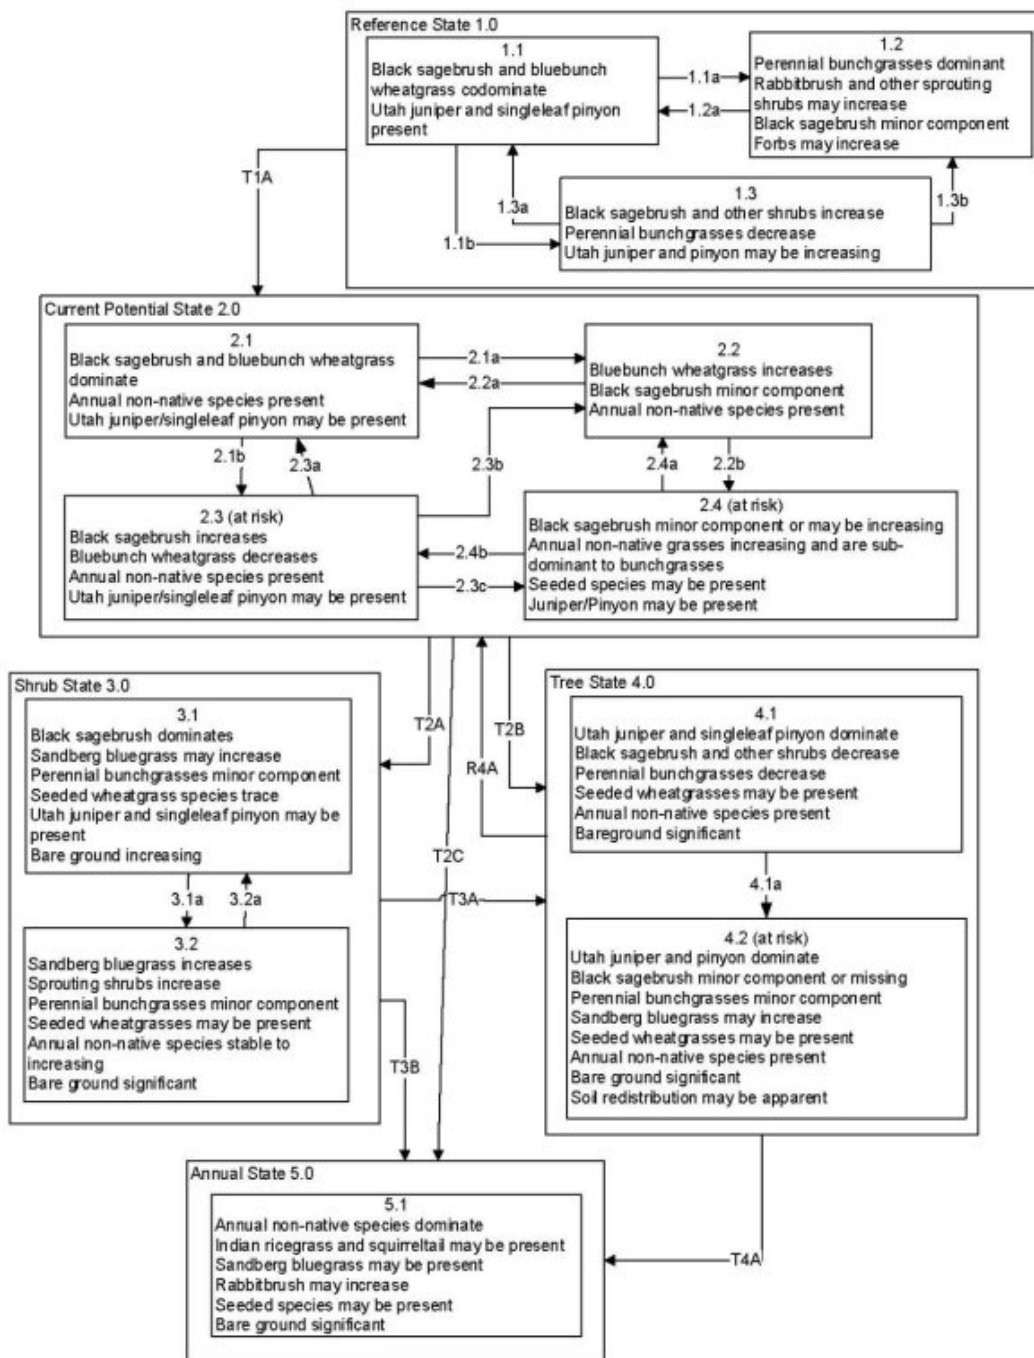 Reference State 1.0
1.1
Black sagebrush and bluebunch
wheatgrass codominate
Utah juniper and singleleaf pinyon
present
1.1a
1.2a
1.2
Perennial bunchgrasses dominant
Rabbitbrush and other sprouting
shrubs may increase
Black sagebrush minor component
Forbs may increase
T1A
1.1b
1.3a
1.3
Black sagebrush and other shrubs increase
Perennial bunchgrasses decrease
Utah juniper and pinyon may be increasing
1.3b
Current Potential State 2.0
2.1
Black sagebrush and bluebunch wheatgrass
dominate
Annual non-native species present
Utah juniper/singleleaf pinyon may be present
2.1a
2.2a
2.2
Bluebunch wheatgrass increases
Black sagebrush minor component
Annual non-native species present
2.1b
2.3a
2.3b
2.4a
2.2b
2.3 (at risk)
Black sagebrush increases
Bluebunch wheatgrass decreases
Annual non-native species present
Utah juniper/singleleaf pinyon may be present
2.4b
2.3c
2.4 (at risk)
Black sagebrush minor component or may be increasing
Annual non-native grasses increasing and are sub-
dominant to bunchgrasses
Seeded species may be present
Juniper/Pinyon may be present
Shrub State 3.0
3.1
Black sagebrush dominates
Sandberg bluegrass may increase
Perennial bunchgrasses minor component
Seeded wheatgrass species trace
Utah juniper and singleleaf pinyon may be
present
Bare ground increasing
T2A
T2C
R4A
T2B
Tree State 4.0
4.1
Utah juniper and singleleaf pinyon dominate
Black sagebrush and other shrubs decrease
Perennial bunchgrasses decrease
Seeded wheatgrasses may be present
Annual non-native species present
Bareground significant
3.1a
3.2a
T3A
4.1a
3.2
Sandberg bluegrass increases
Sprouting shrubs increase
Perennial bunchgrasses minor component
Seeded wheatgrasses may be present
Annual non-native species stable to
increasing
Bare ground significant
T3B
4.2 (at risk)
Utah juniper and pinyon dominate
Black sagebrush minor component or missing
Perennial bunchgrasses minor component
Sandberg bluegrass may increase
Seeded wheatgrasses may be present
Annual non-native species present
Bare ground significant
Soil redistribution may be apparent
Annual State 5.0
5.1
Annual non-native species dominate
Indian ricegrass and squirreltail may be present
Sandberg bluegrass may be present
Rabbitbrush may increase
Seeded species may be present
Bare ground significant
T4A